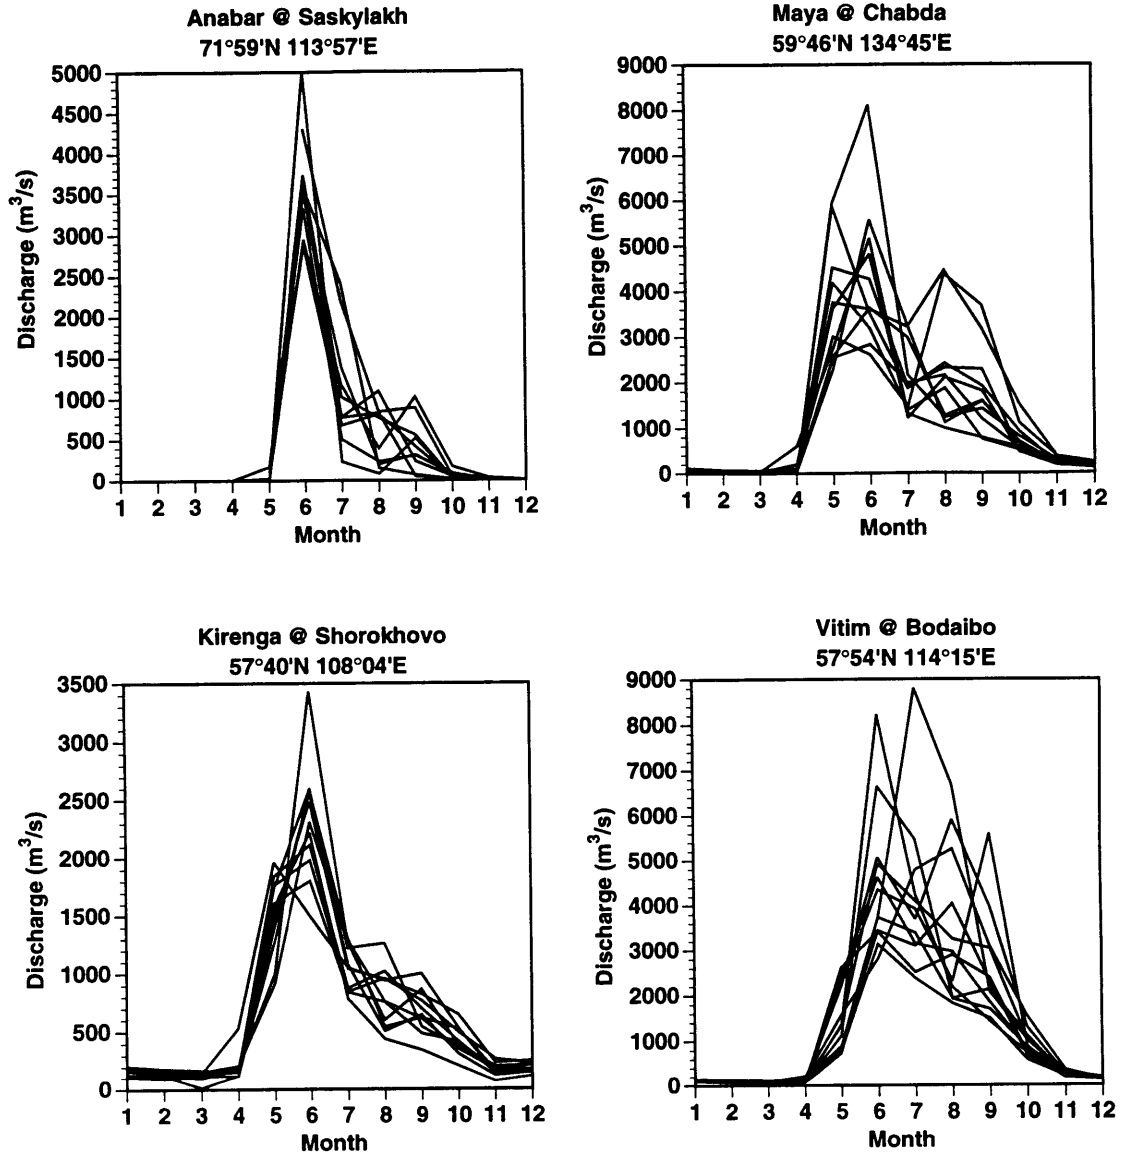 Anabar @ Saskylakh
71°59'N 113°57'E
5000
4500
4000
3500
3000
2500
2000
1500
1000
500
0
Discharge (m³/s)
1 2 3 4 5 6 7 8 9 10 11 12
Month
Maya @ Chabda
59°46'N 134°45'E
9000
8000
7000
6000
5000
4000
3000
2000
1000
0
Discharge (m³/s)
1 2 3 4 5 6 7 8 9 10 11 12
Month
Kirenga @ Shorokhovo
57°40'N 108°04'E
3500
3000
2500
2000
1500
1000
500
0
Discharge (m³/s)
1 2 3 4 5 6 7 8 9 10 11 12
Month
Vitim @ Bodaibo
57°54'N 114°15'E
9000
8000
7000
6000
5000
4000
3000
2000
1000
0
Discharge (m³/s)
1 2 3 4 5 6 7 8 9 10 11 12
Month